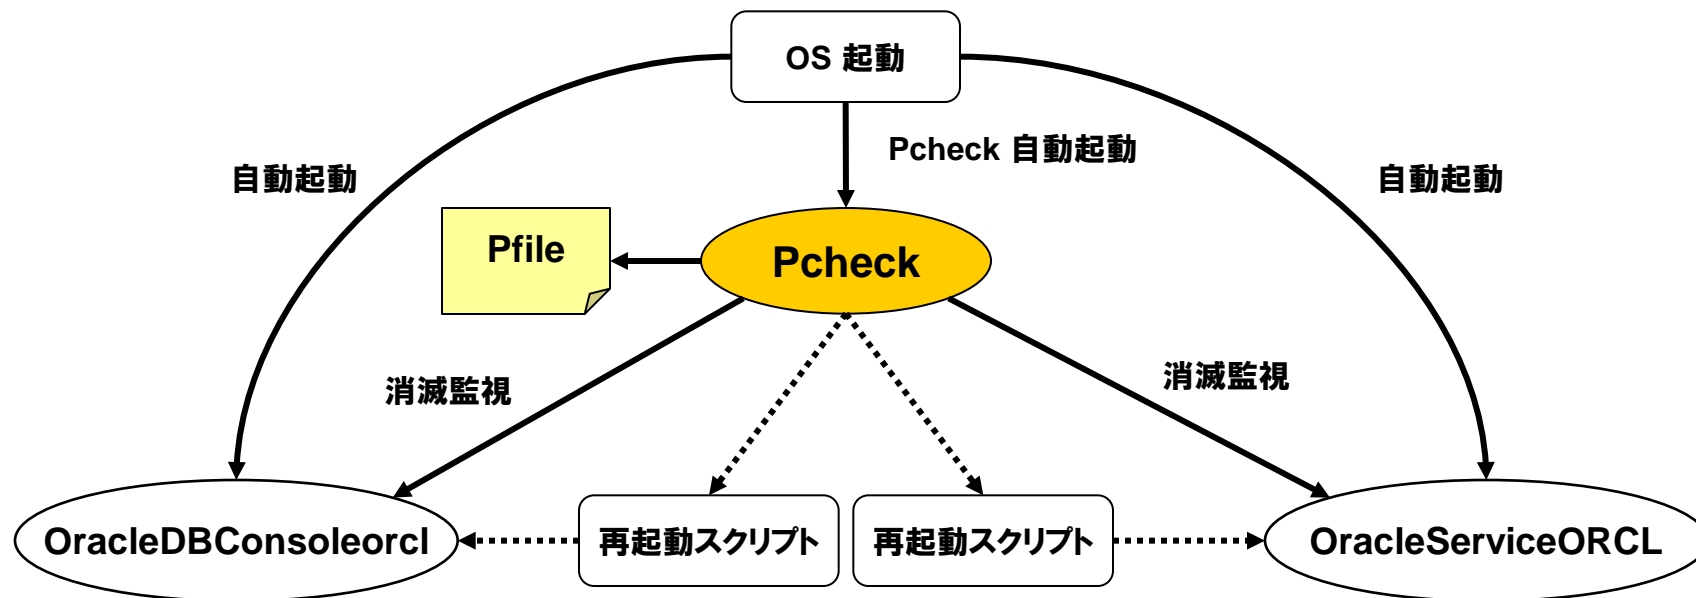 OS 起動
Pcheck 自動起動
自動起動
自動起動
Pfile
Pcheck
消滅監視
消滅監視
OracleDBConsoleorcl
再起動スクリプト
再起動スクリプト
OracleServiceORCL